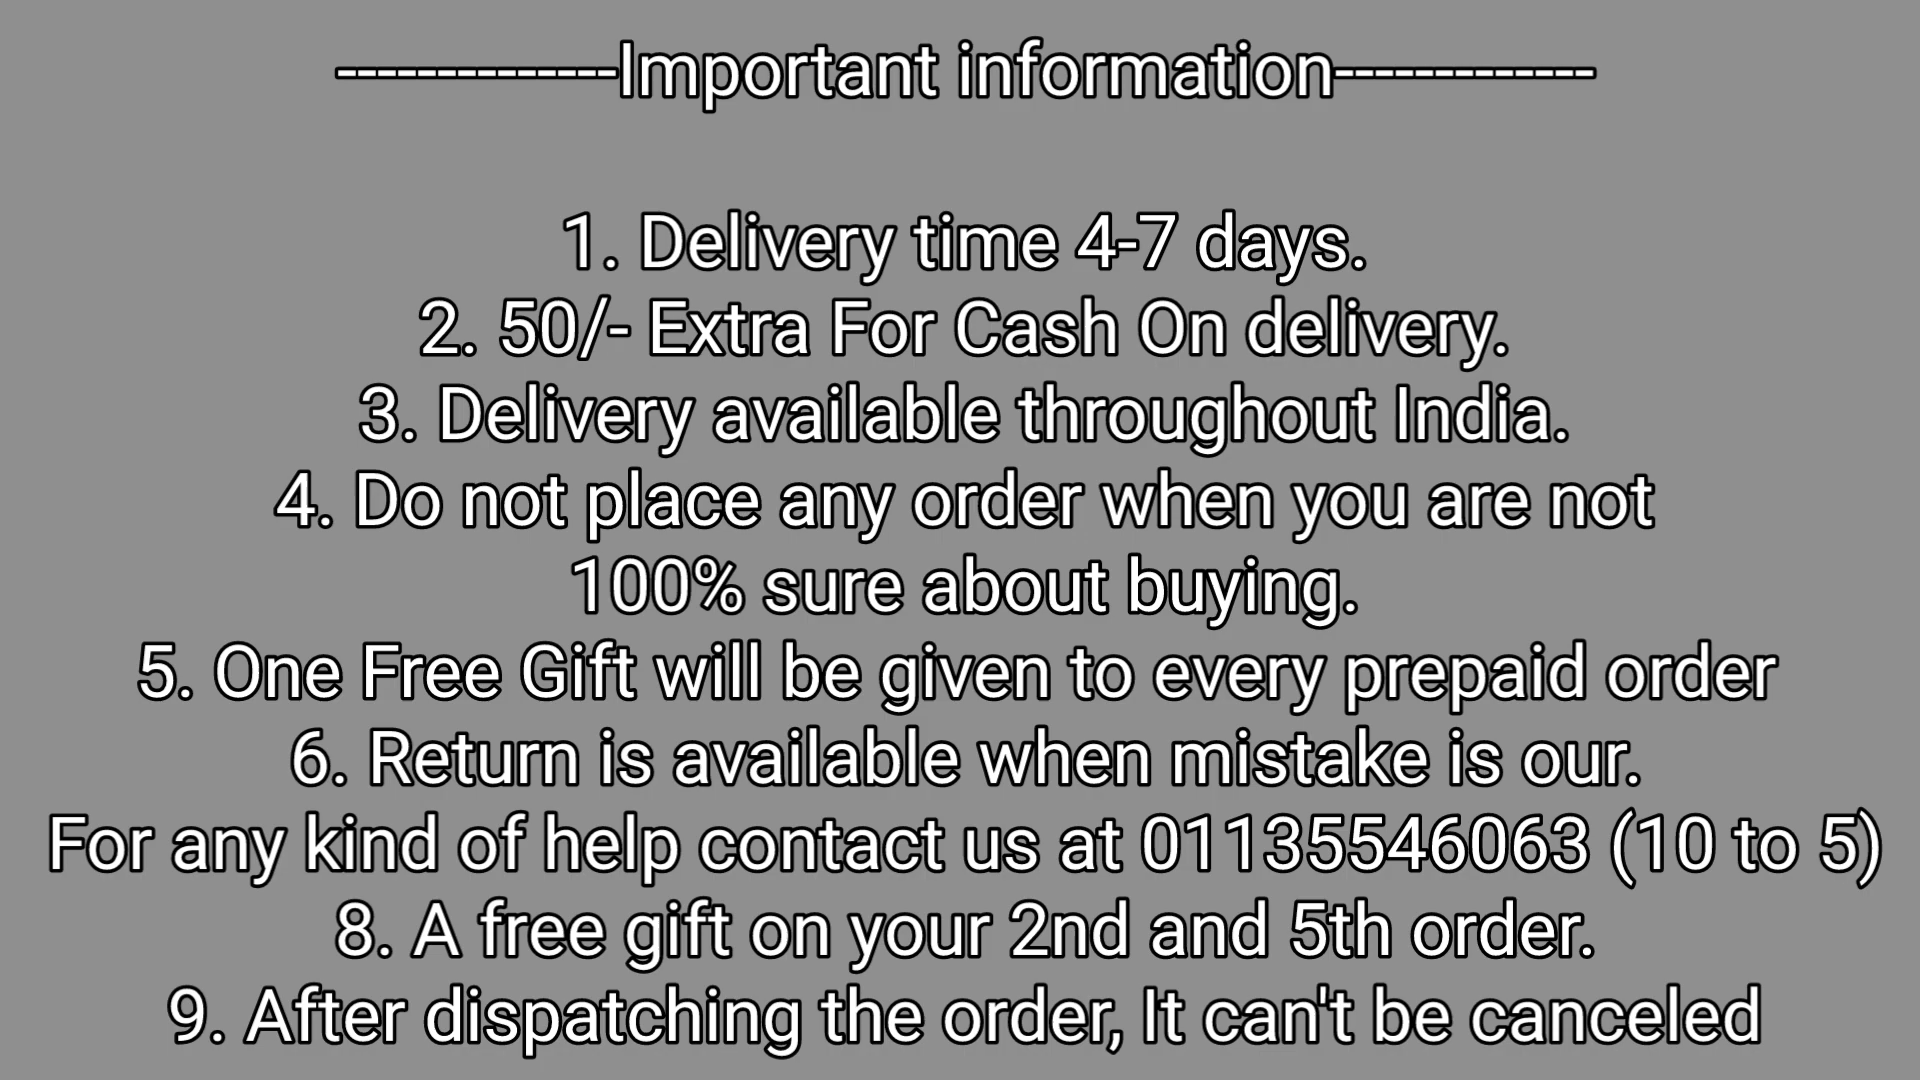 --------------Important information-------------
1. Delivery time 4-7 days.
2. 50/- Extra For Cash On delivery.
3. Delivery available throughout India.
4. Do not place any order when you are not
100% sure about buying.
5. One Free Gift will be given to every prepaid order
6. Return is available when mistake is our.
For any kind of help contact us at 01135546063 (10 to 5)
8. A free gift on your 2nd and 5th order.
9. After dispatching the order, It can't be canceled